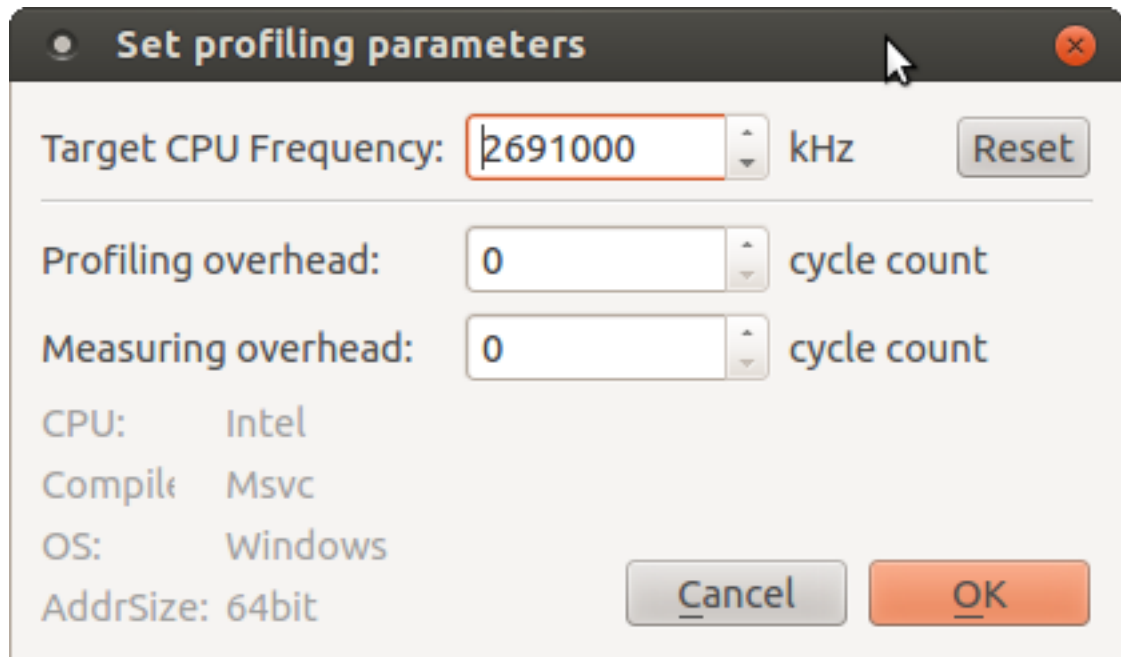 Set profiling parameters
Target CPU Frequency: 2691000 kHz Reset
Profiling overhead: 0 cycle count
Measuring overhead: 0 cycle count
CPU: Intel
Compile Msvc
OS: Windows
AddrSize: 64bit
Cancel OK